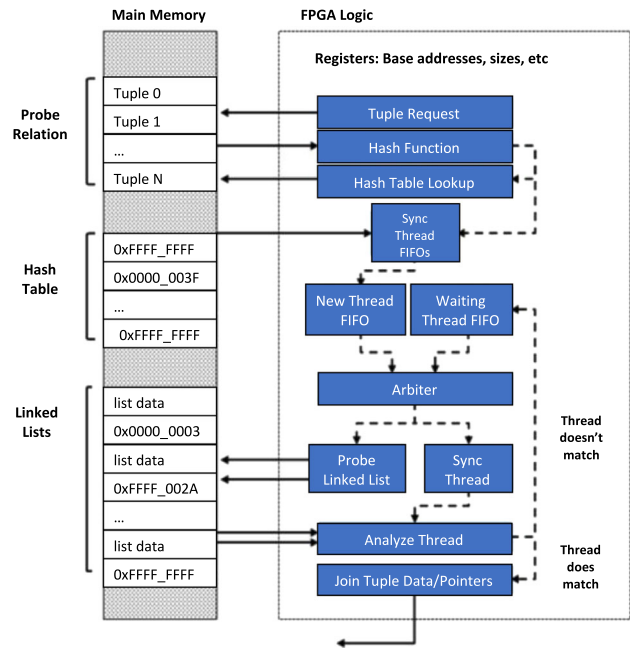 Main Memory
FPGA Logic
Registers: Base addresses, sizes, etc
Probe
Relation
Tuple 0
Tuple 1
...
Tuple N
Tuple Request
Hash Function
Hash Table Lookup
Sync
Thread
FIFOs
Hash
Table
0xFFFF_FFFF
0x0000_003F
...
0xFFFF_FFFF
New Thread
FIFO
Waiting
Thread FIFO
Arbiter
Linked
Lists
list data
0x0000_0003
list data
0xFFFF_002A
...
list data
0xFFFF_FFFF
Probe
Linked List
Sync
Thread
Thread
doesn't
match
Analyze Thread
Join Tuple Data/Pointers
Thread
does
match